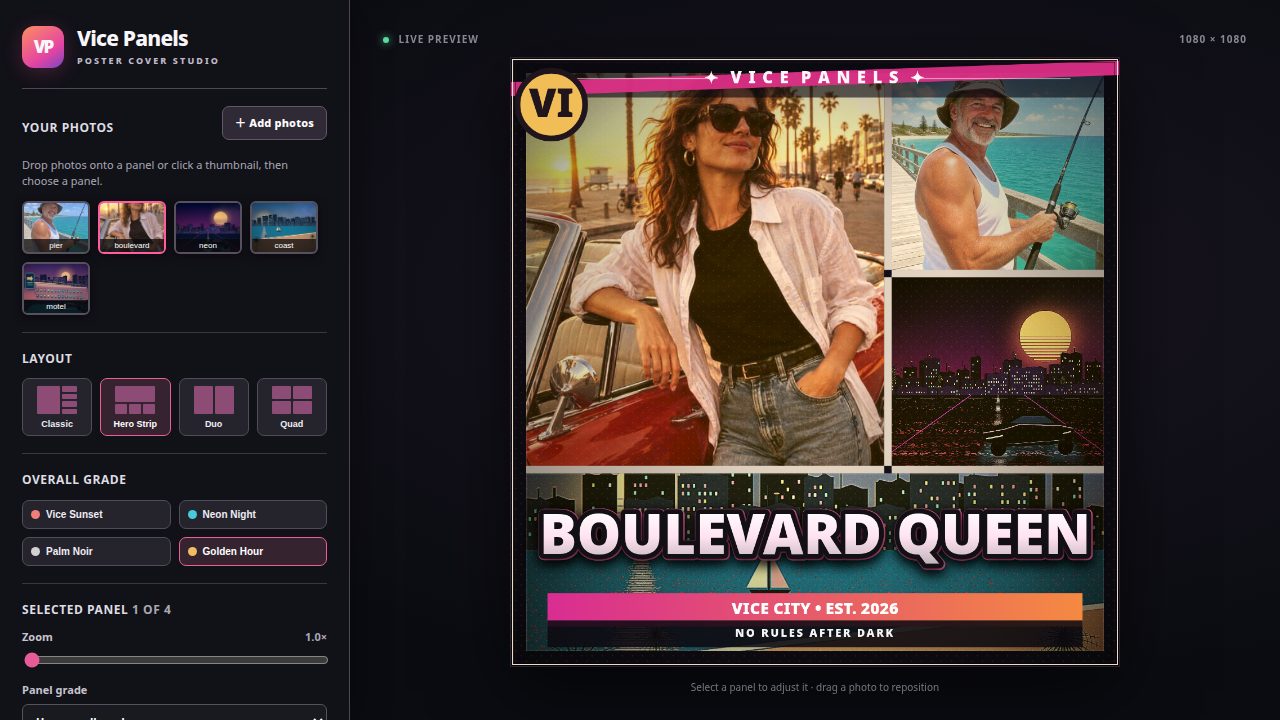 VP
Vice Panels
POSTER COVER STUDIO
YOUR PHOTOS
+ Add photos
Drop photos onto a panel or click a thumbnail, then
choose a panel.
pier
boulevard
neon
coast
motel
LAYOUT
Classic
Hero Strip
Duo
Quad
OVERALL GRADE
Vice Sunset
Neon Night
Palm Noir
Golden Hour
SELECTED PANEL 1 OF 4
Zoom
1.0×
Panel grade
LIVE PREVIEW
1080 × 1080
✦ VICE PANELS ✦
VI
BOULEVARD QUEEN
VICE CITY • EST. 2026
NO RULES AFTER DARK
Select a panel to adjust it · drag a photo to reposition